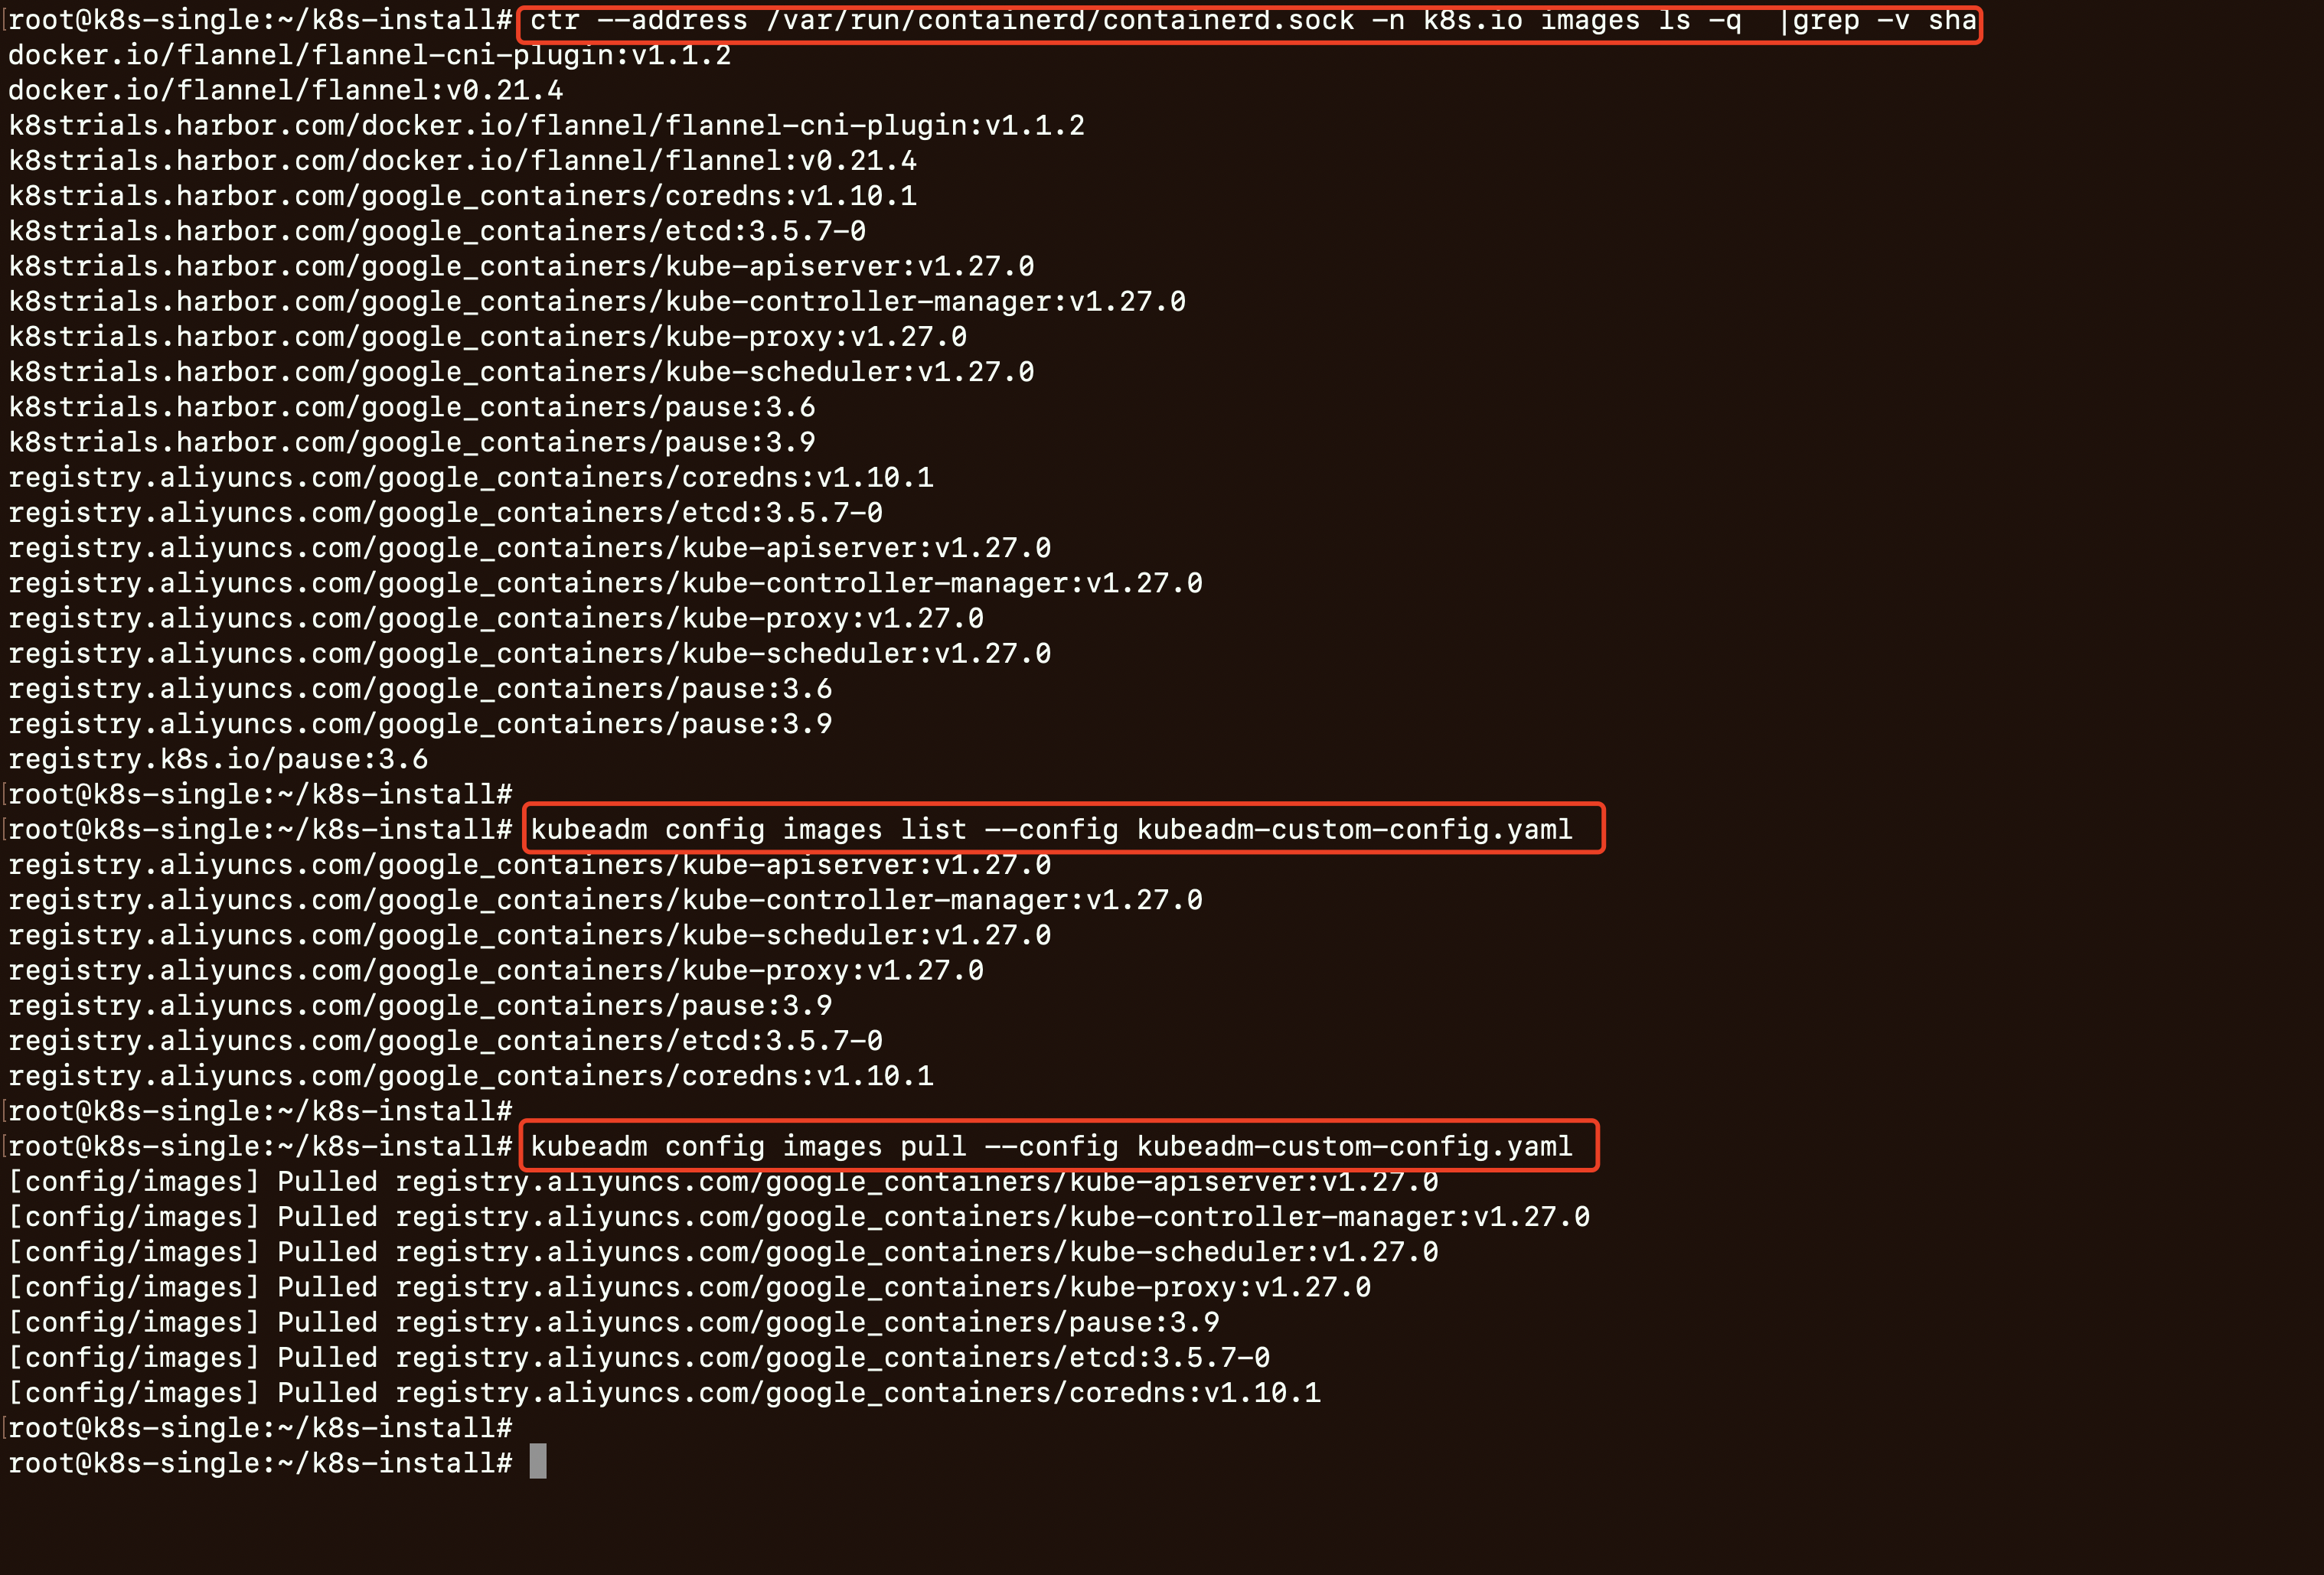 root@k8s-single:~/k8s-install# ctr --address /var/run/containerd/containerd.sock -n k8s.io images ls -q  |grep -v sha
docker.io/flannel/flannel-cni-plugin:v1.1.2
docker.io/flannel/flannel:v0.21.4
k8strials.harbor.com/docker.io/flannel/flannel-cni-plugin:v1.1.2
k8strials.harbor.com/docker.io/flannel/flannel:v0.21.4
k8strials.harbor.com/google_containers/coredns:v1.10.1
k8strials.harbor.com/google_containers/etcd:3.5.7-0
k8strials.harbor.com/google_containers/kube-apiserver:v1.27.0
k8strials.harbor.com/google_containers/kube-controller-manager:v1.27.0
k8strials.harbor.com/google_containers/kube-proxy:v1.27.0
k8strials.harbor.com/google_containers/kube-scheduler:v1.27.0
k8strials.harbor.com/google_containers/pause:3.6
k8strials.harbor.com/google_containers/pause:3.9
registry.aliyuncs.com/google_containers/coredns:v1.10.1
registry.aliyuncs.com/google_containers/etcd:3.5.7-0
registry.aliyuncs.com/google_containers/kube-apiserver:v1.27.0
registry.aliyuncs.com/google_containers/kube-controller-manager:v1.27.0
registry.aliyuncs.com/google_containers/kube-proxy:v1.27.0
registry.aliyuncs.com/google_containers/kube-scheduler:v1.27.0
registry.aliyuncs.com/google_containers/pause:3.6
registry.aliyuncs.com/google_containers/pause:3.9
registry.k8s.io/pause:3.6
root@k8s-single:~/k8s-install#
root@k8s-single:~/k8s-install# kubeadm config images list --config kubeadm-custom-config.yaml
registry.aliyuncs.com/google_containers/kube-apiserver:v1.27.0
registry.aliyuncs.com/google_containers/kube-controller-manager:v1.27.0
registry.aliyuncs.com/google_containers/kube-scheduler:v1.27.0
registry.aliyuncs.com/google_containers/kube-proxy:v1.27.0
registry.aliyuncs.com/google_containers/pause:3.9
registry.aliyuncs.com/google_containers/etcd:3.5.7-0
registry.aliyuncs.com/google_containers/coredns:v1.10.1
root@k8s-single:~/k8s-install#
root@k8s-single:~/k8s-install# kubeadm config images pull --config kubeadm-custom-config.yaml
[config/images] Pulled registry.aliyuncs.com/google_containers/kube-apiserver:v1.27.0
[config/images] Pulled registry.aliyuncs.com/google_containers/kube-controller-manager:v1.27.0
[config/images] Pulled registry.aliyuncs.com/google_containers/kube-scheduler:v1.27.0
[config/images] Pulled registry.aliyuncs.com/google_containers/kube-proxy:v1.27.0
[config/images] Pulled registry.aliyuncs.com/google_containers/pause:3.9
[config/images] Pulled registry.aliyuncs.com/google_containers/etcd:3.5.7-0
[config/images] Pulled registry.aliyuncs.com/google_containers/coredns:v1.10.1
root@k8s-single:~/k8s-install#
root@k8s-single:~/k8s-install#